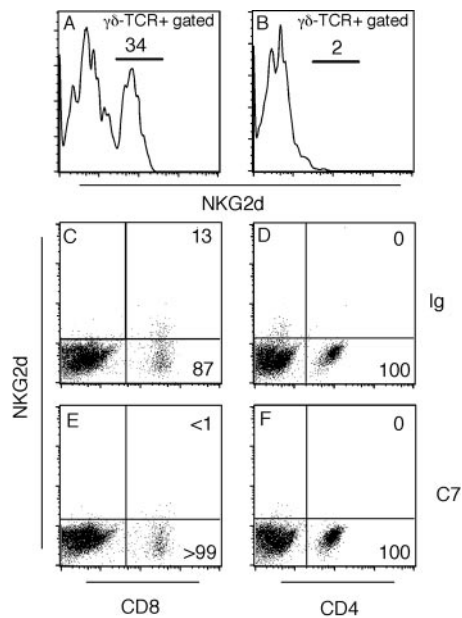 A γδ-TCR+ gated
34
B γδ-TCR+ gated
2
NKG2d
C 13
87
D 0
100
Ig
NKG2d
E <1
>99
F 0
100
C7
CD8
CD4